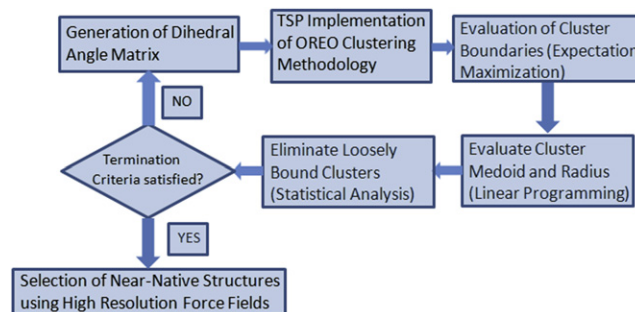 Generation of Dihedral
Angle Matrix
TSP Implementation
of OREO Clustering
Methodology
Evaluation of Cluster
Boundaries (Expectation
Maximization)
NO
Termination
Criteria satisfied?
Eliminate Loosely
Bound Clusters
(Statistical Analysis)
Evaluate Cluster
Medoid and Radius
(Linear Programming)
YES
Selection of Near-Native Structures
using High Resolution Force Fields